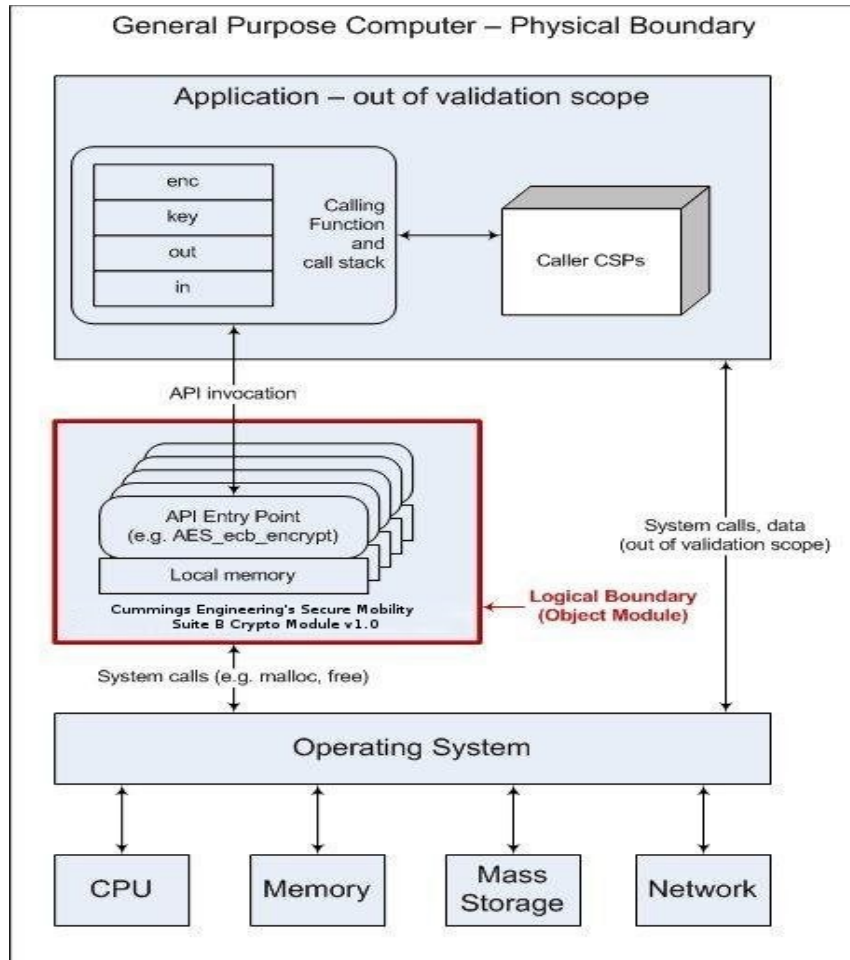 General Purpose Computer – Physical Boundary
Application – out of validation scope
enc
key
out
in
Calling
Function
and
call stack
Caller CSPs
API invocation
API Entry Point
(e.g. AES_ecb_encrypt)
Local memory
Cummings Engineering's Secure Mobility
Suite B Crypto Module v1.0
System calls, data
(out of validation scope)
Logical Boundary
(Object Module)
System calls (e.g. malloc, free)
Operating System
CPU
Memory
Mass
Storage
Network